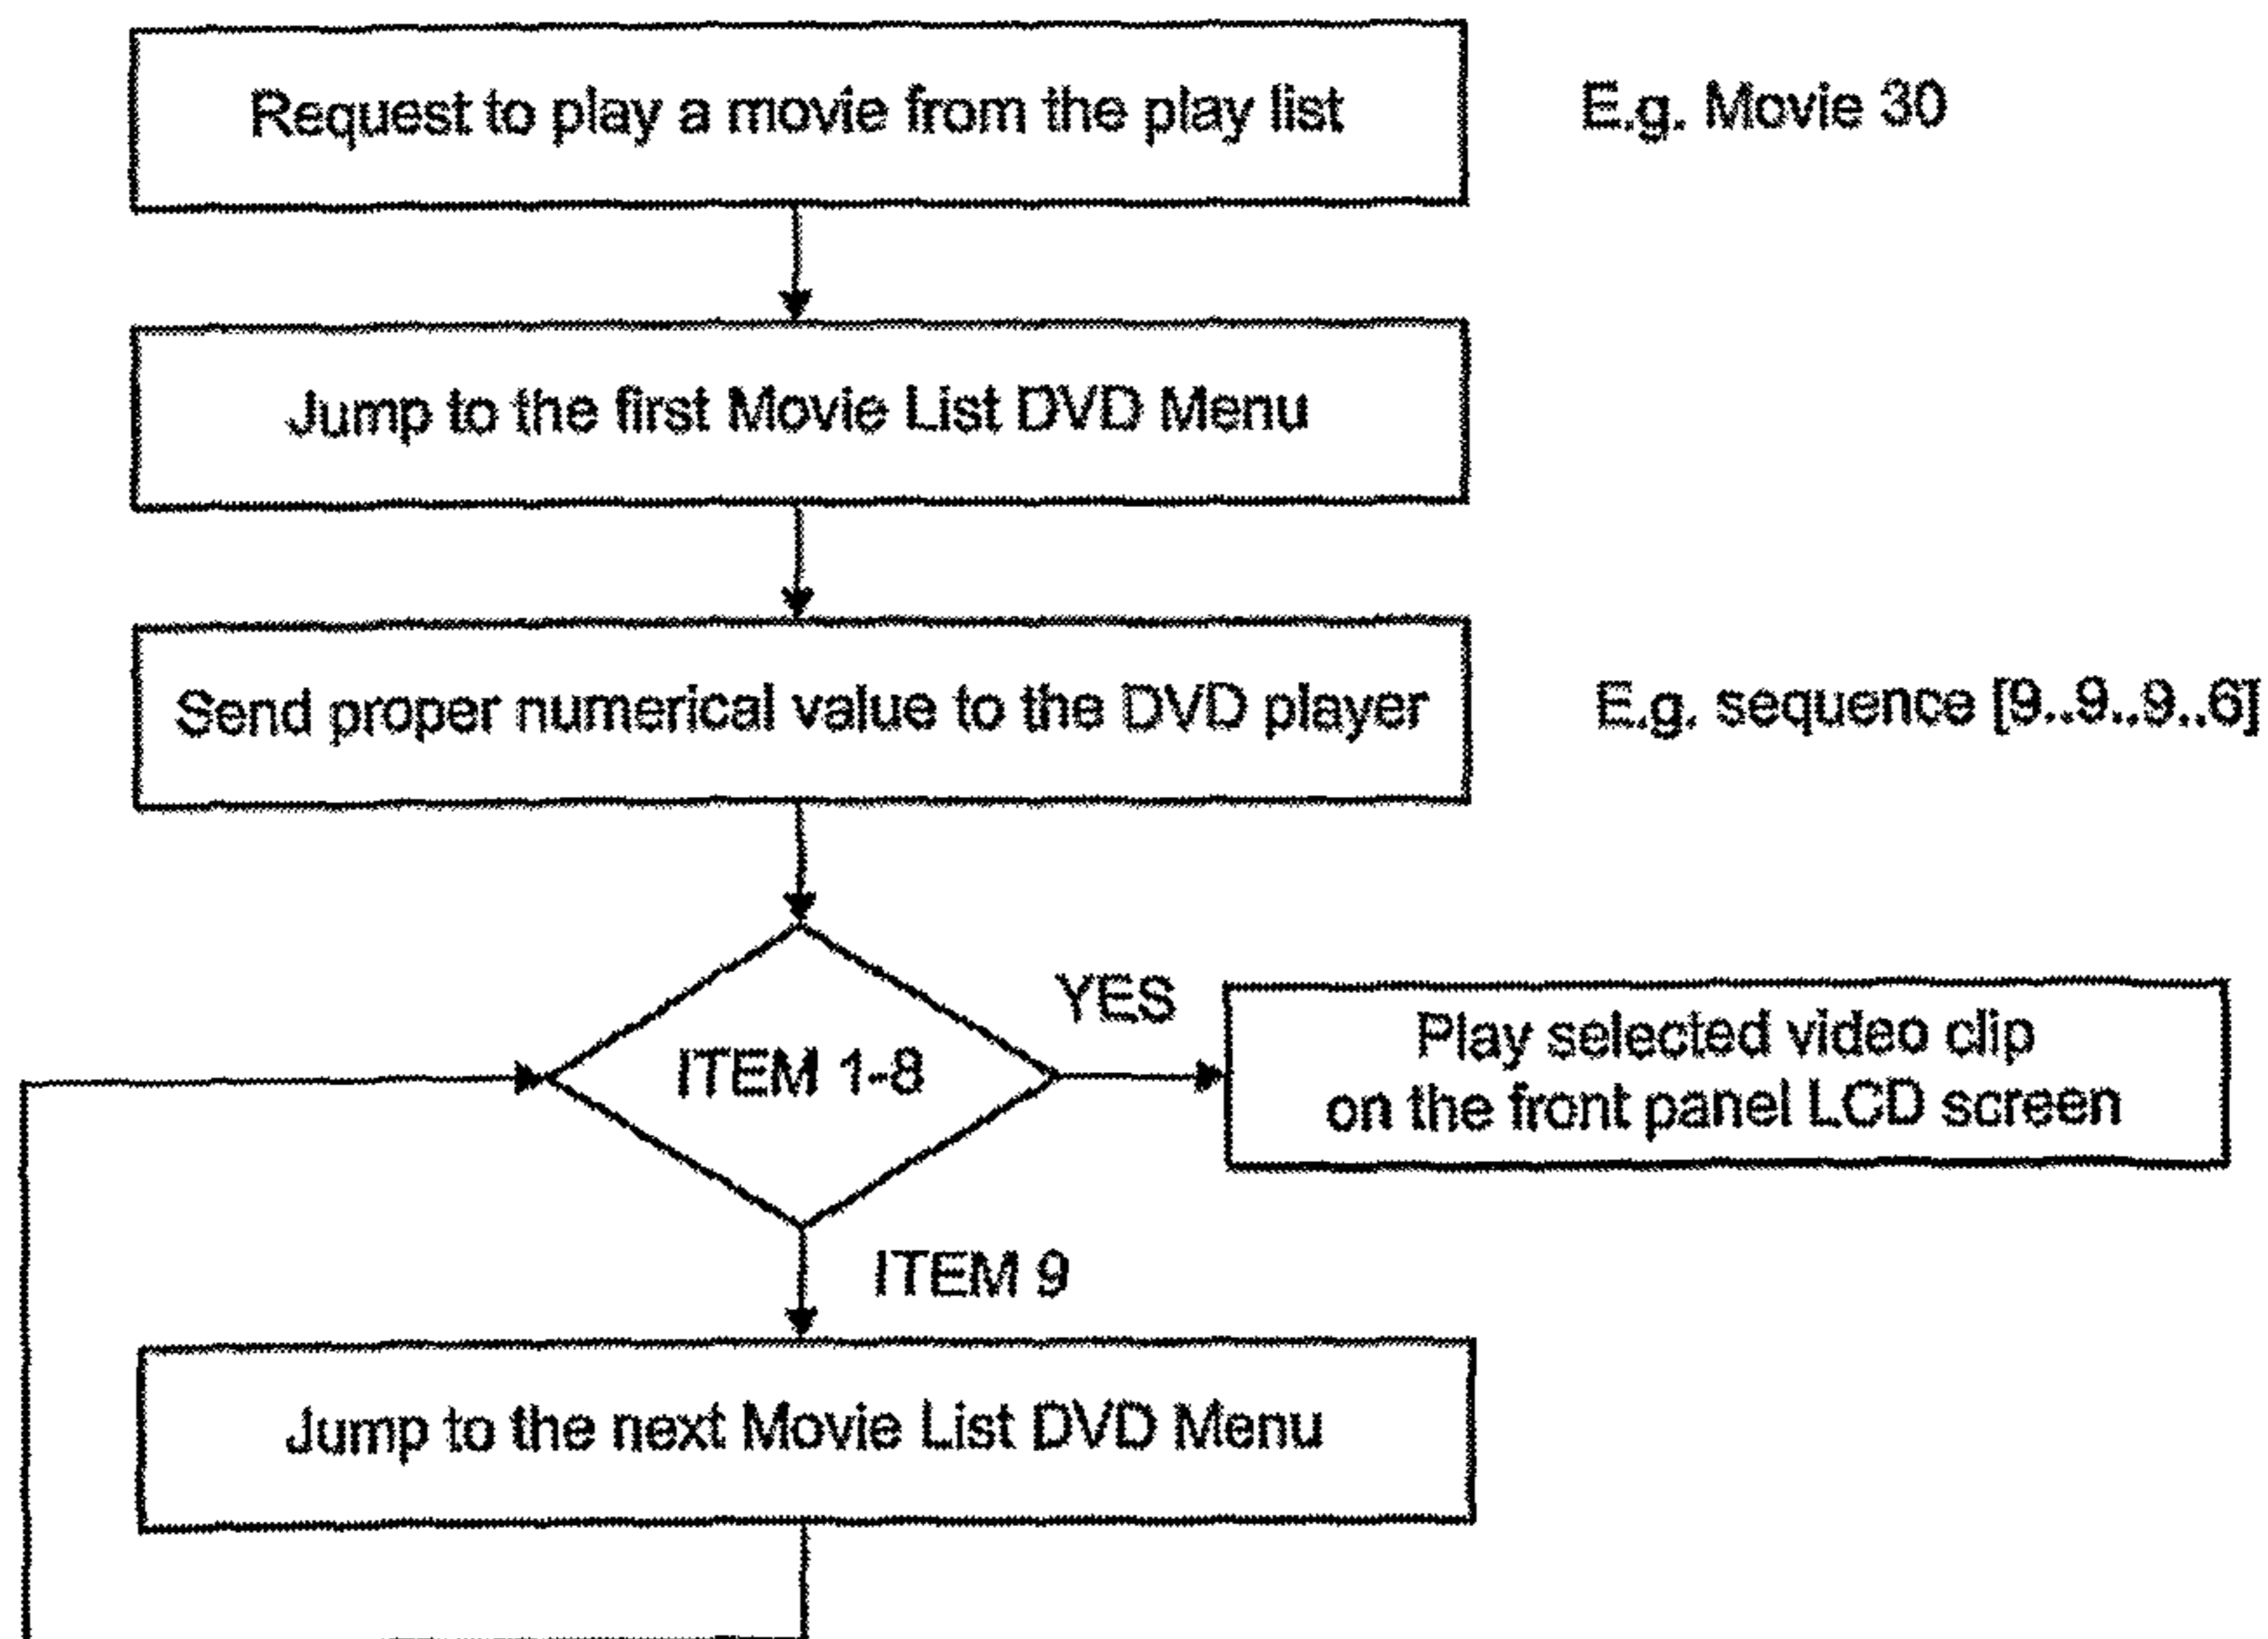 Request to play a movie from the play list
E.g. Movie 30
Jump to the first Movie List DVD Menu
Send proper numerical value to the DVD player
E.g. sequence [9..9..9..6]
ITEM 1-8
YES
Play selected video clip
on the front panel LCD screen
ITEM 9
Jump to the next Movie List DVD Menu